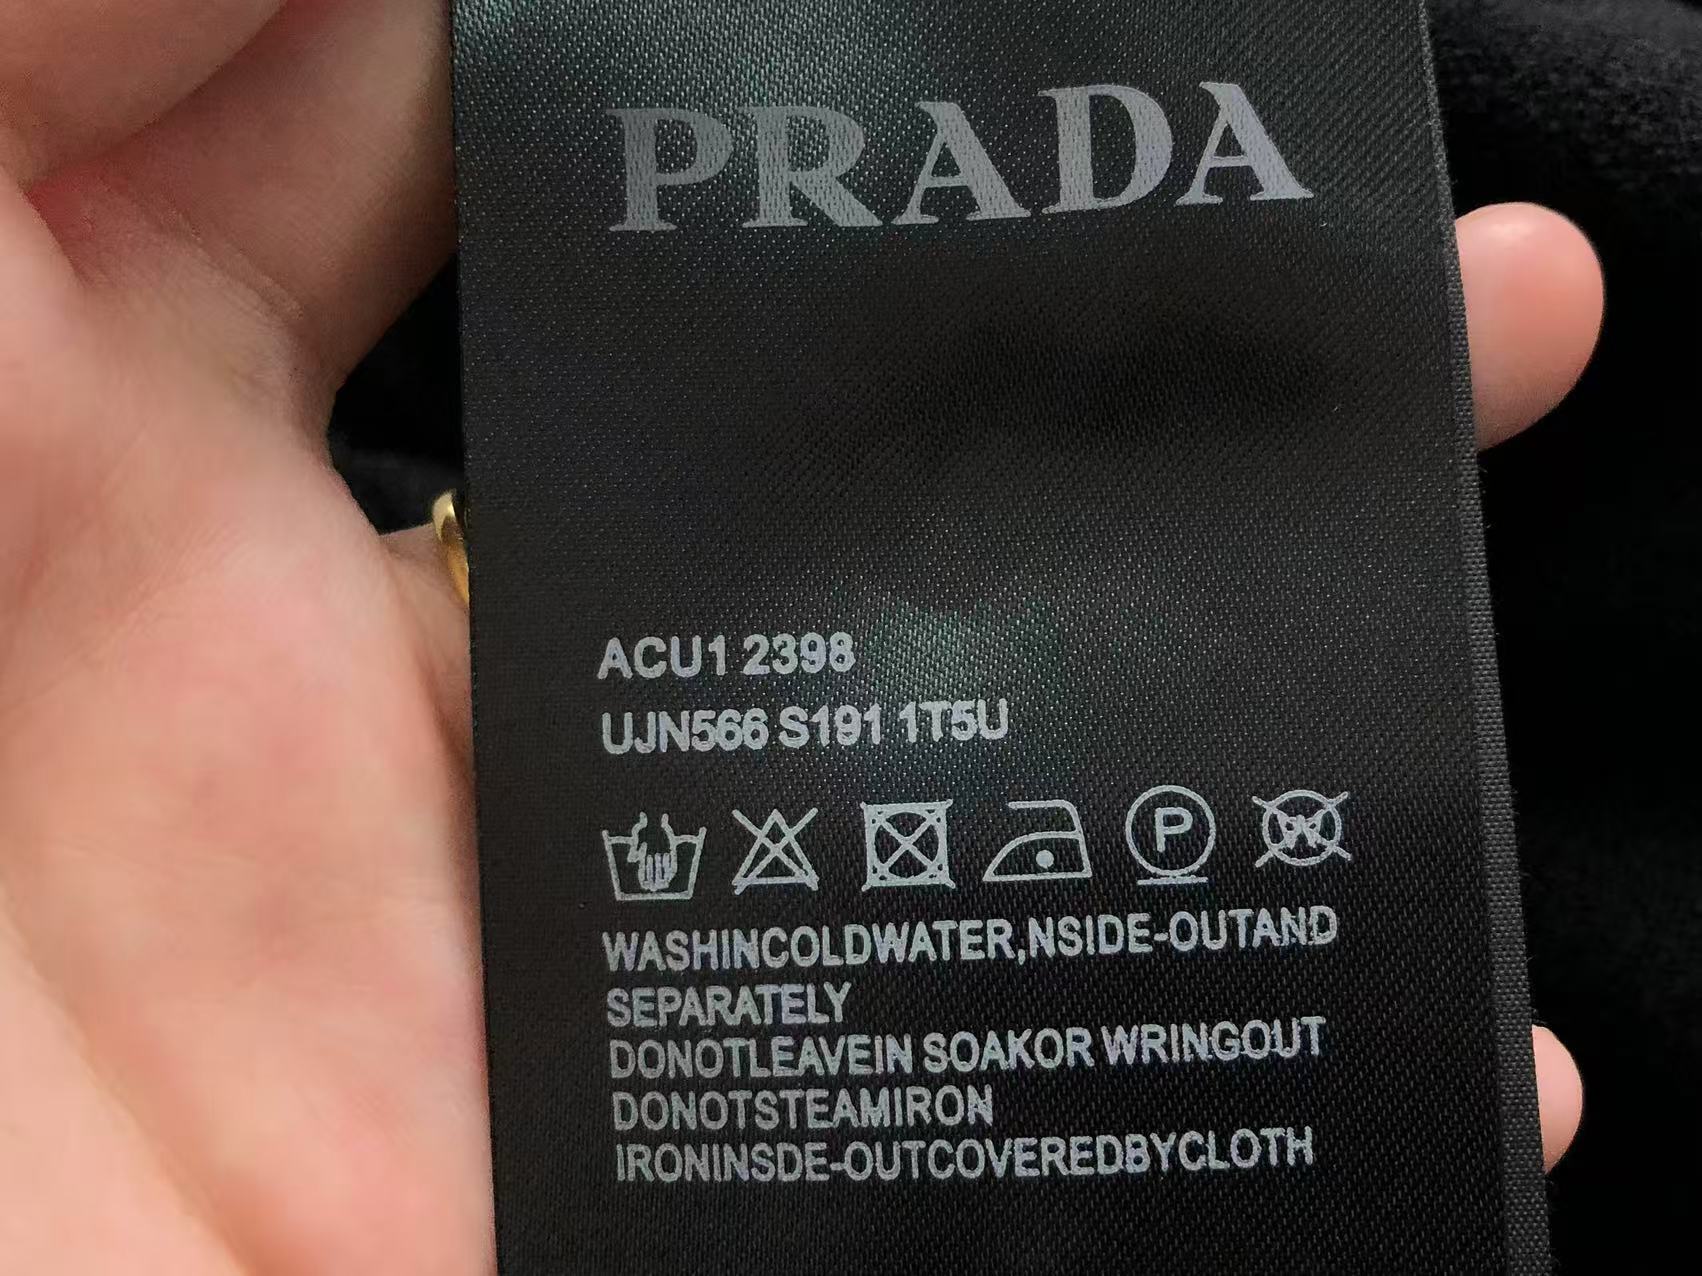 PRADA
ACU1 2398
UJN566 S191 1T5U
P
W
WASHINCOLDWATER,NSIDE-OUTAND
SEPARATELY
DONOTLEAVEIN SOAKOR WRINGOUT
DONOTSTEAMIRON
IRONINSDE-OUTCOVEREDBYCLOTH